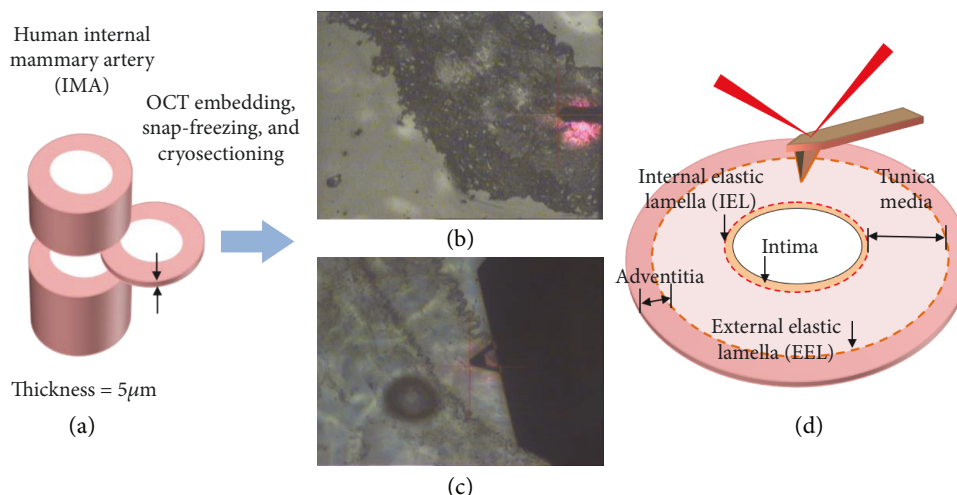 Human internal
mammary artery
(IMA)
OCT embedding,
snap-freezing, and
cryosectioning
Thickness = 5μm
(a)
(b)
(c)
Internal elastic
lamella (IEL)
Tunica
media
Intima
Adventitia
External elastic
lamella (EEL)
(d)